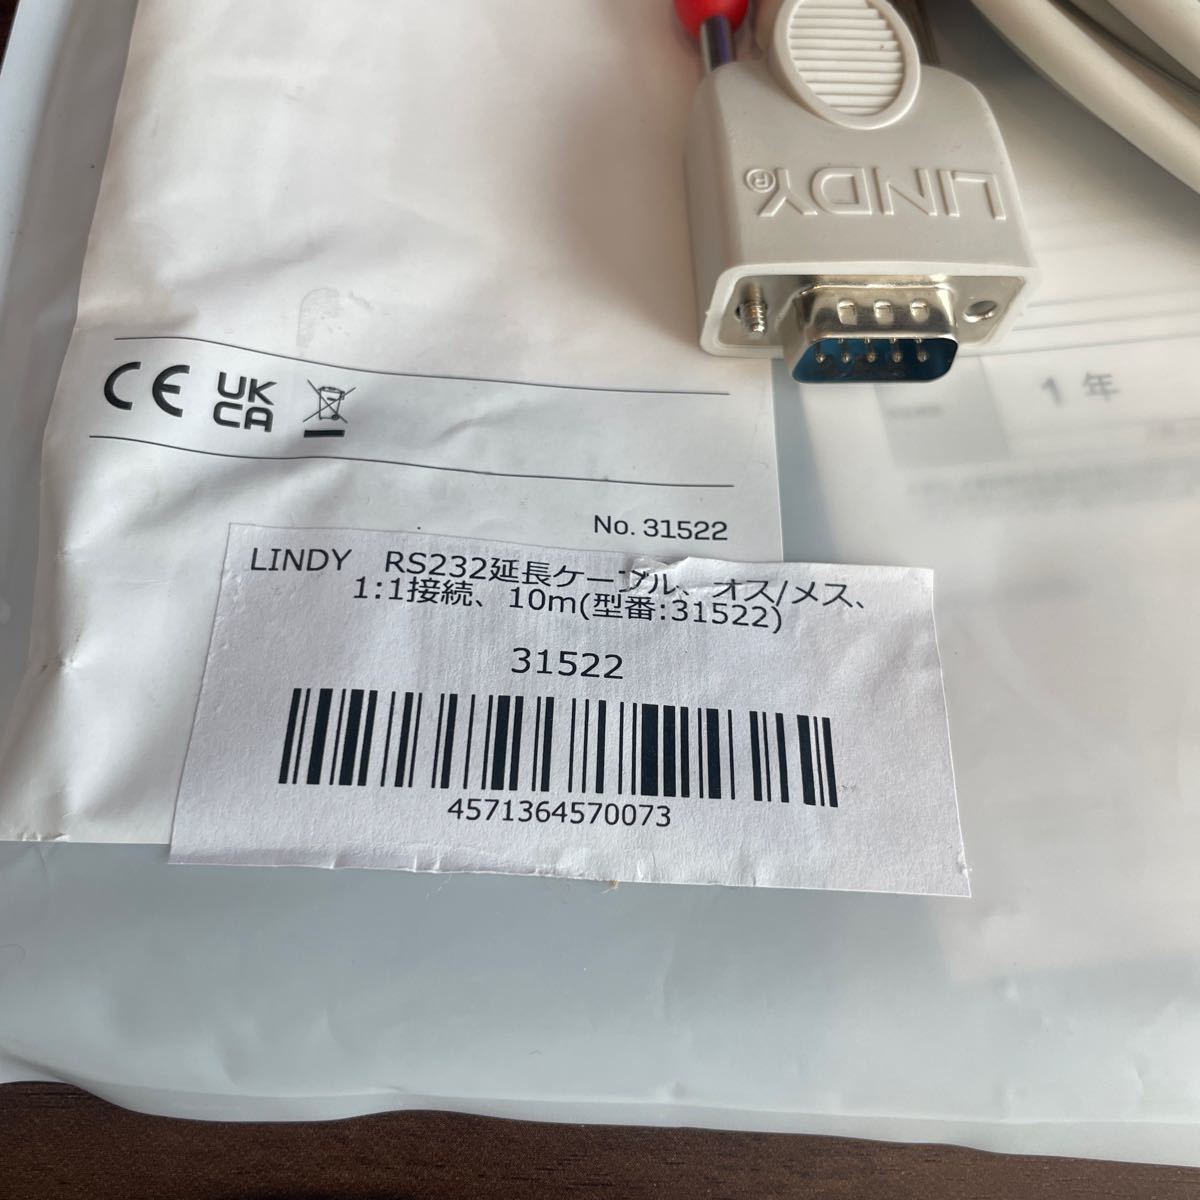 LINDY®
1年
CE
UK
CA
No. 31522
LINDY RS232延長ケーブル、オス/メス、
1:1接続、10m(型番:31522)
31522
4571364570073